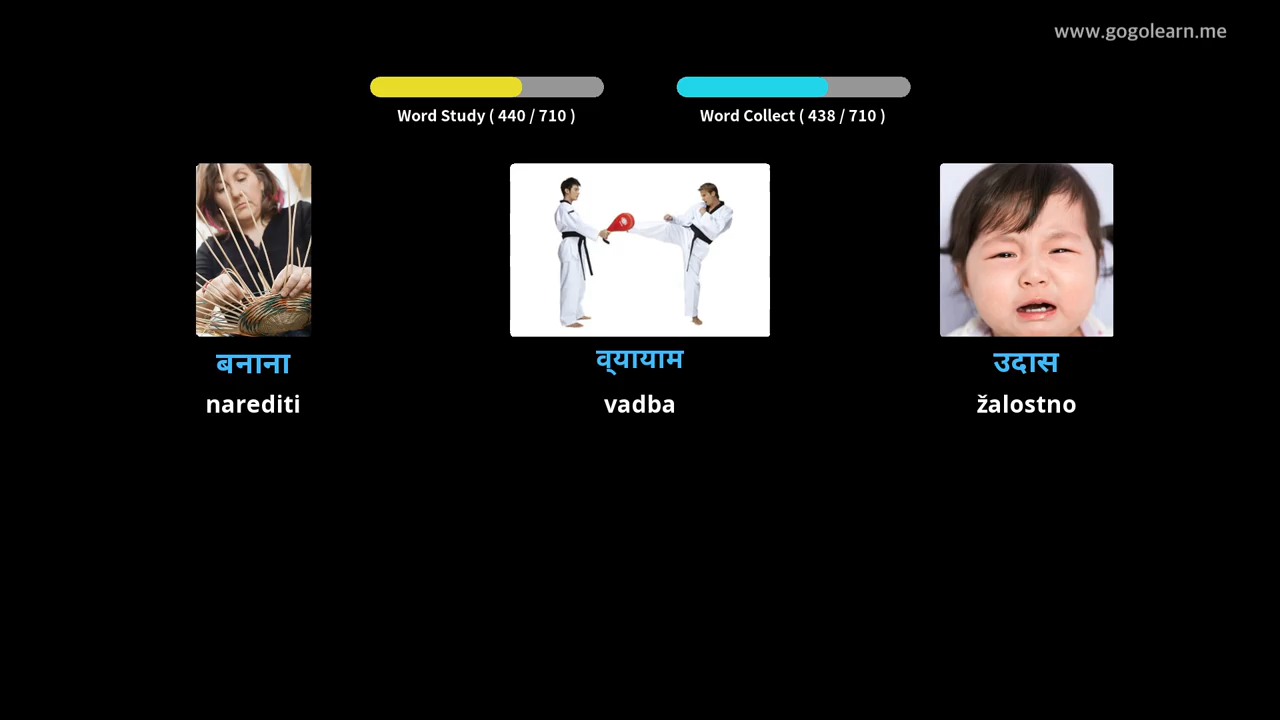 www.gogolearn.me
Word Study ( 440 / 710 )
Word Collect ( 438 / 710 )
बनाना
व्यायाम
उदास
narediti
vadba
žalostno